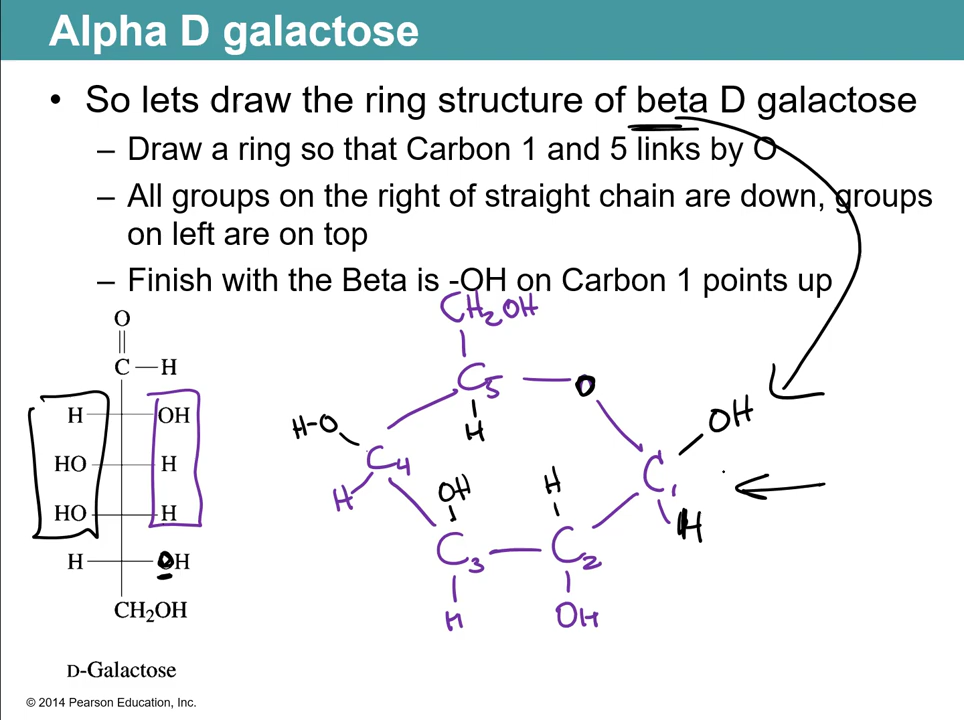 Alpha D galactose
• So lets draw the ring structure of beta D galactose
– Draw a ring so that Carbon 1 and 5 links by O
– All groups on the right of straight chain are down, groups
on left are on top
– Finish with the Beta is -OH on Carbon 1 points up
CH₂OH
O
C—H
C₅ O
H OH
OH
H-O
H
C₄
HO H
C₁
H
OH
H
HO H
H
C₃ C₂
H OH
CH₂OH
H
OH
D-Galactose
© 2014 Pearson Education, Inc.